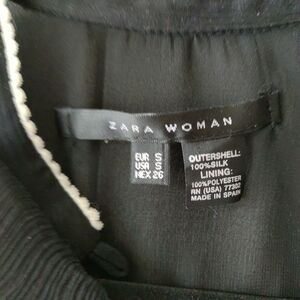 ZARA WOMAN
EUR S
USA S
MEX 26
OUTERSHELL:
100%SILK
LINING:
100%POLYESTER
RN (USA) 77302
MADE IN SPAIN